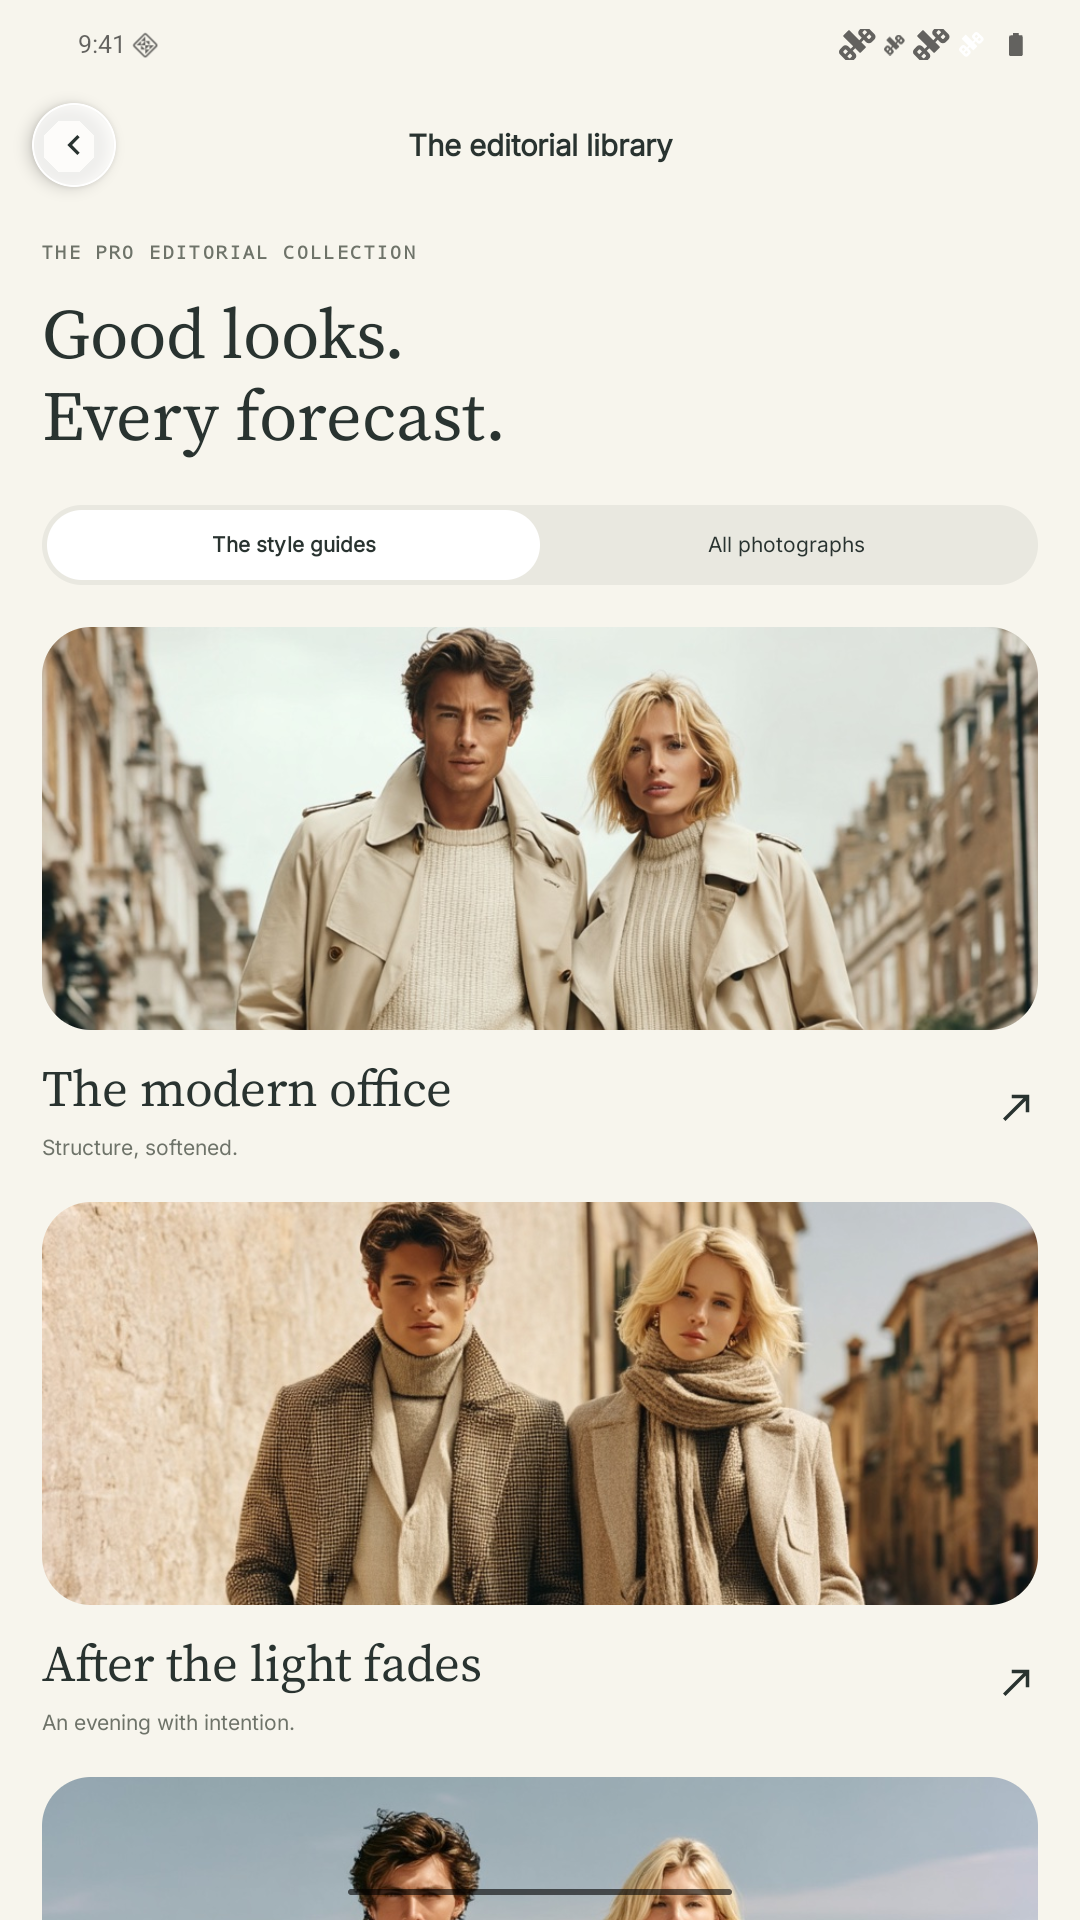 9:41
The editorial library
THE PRO EDITORIAL COLLECTION
Good looks.
Every forecast.
The style guides
All photographs
The modern office
Structure, softened.
After the light fades
An evening with intention.